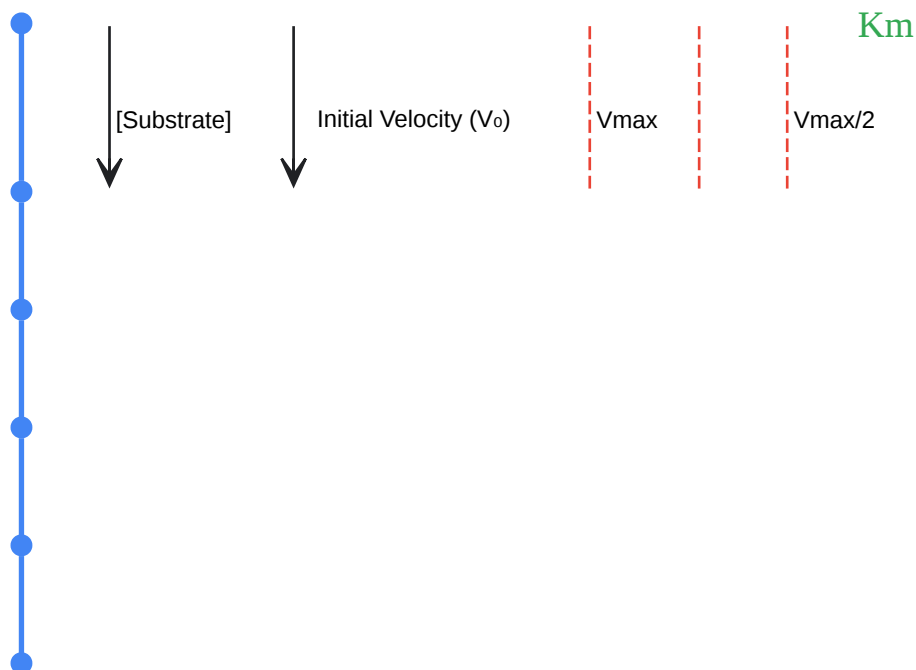 Km
[Substrate]
Initial Velocity (V₀)
Vmax
Vmax/2